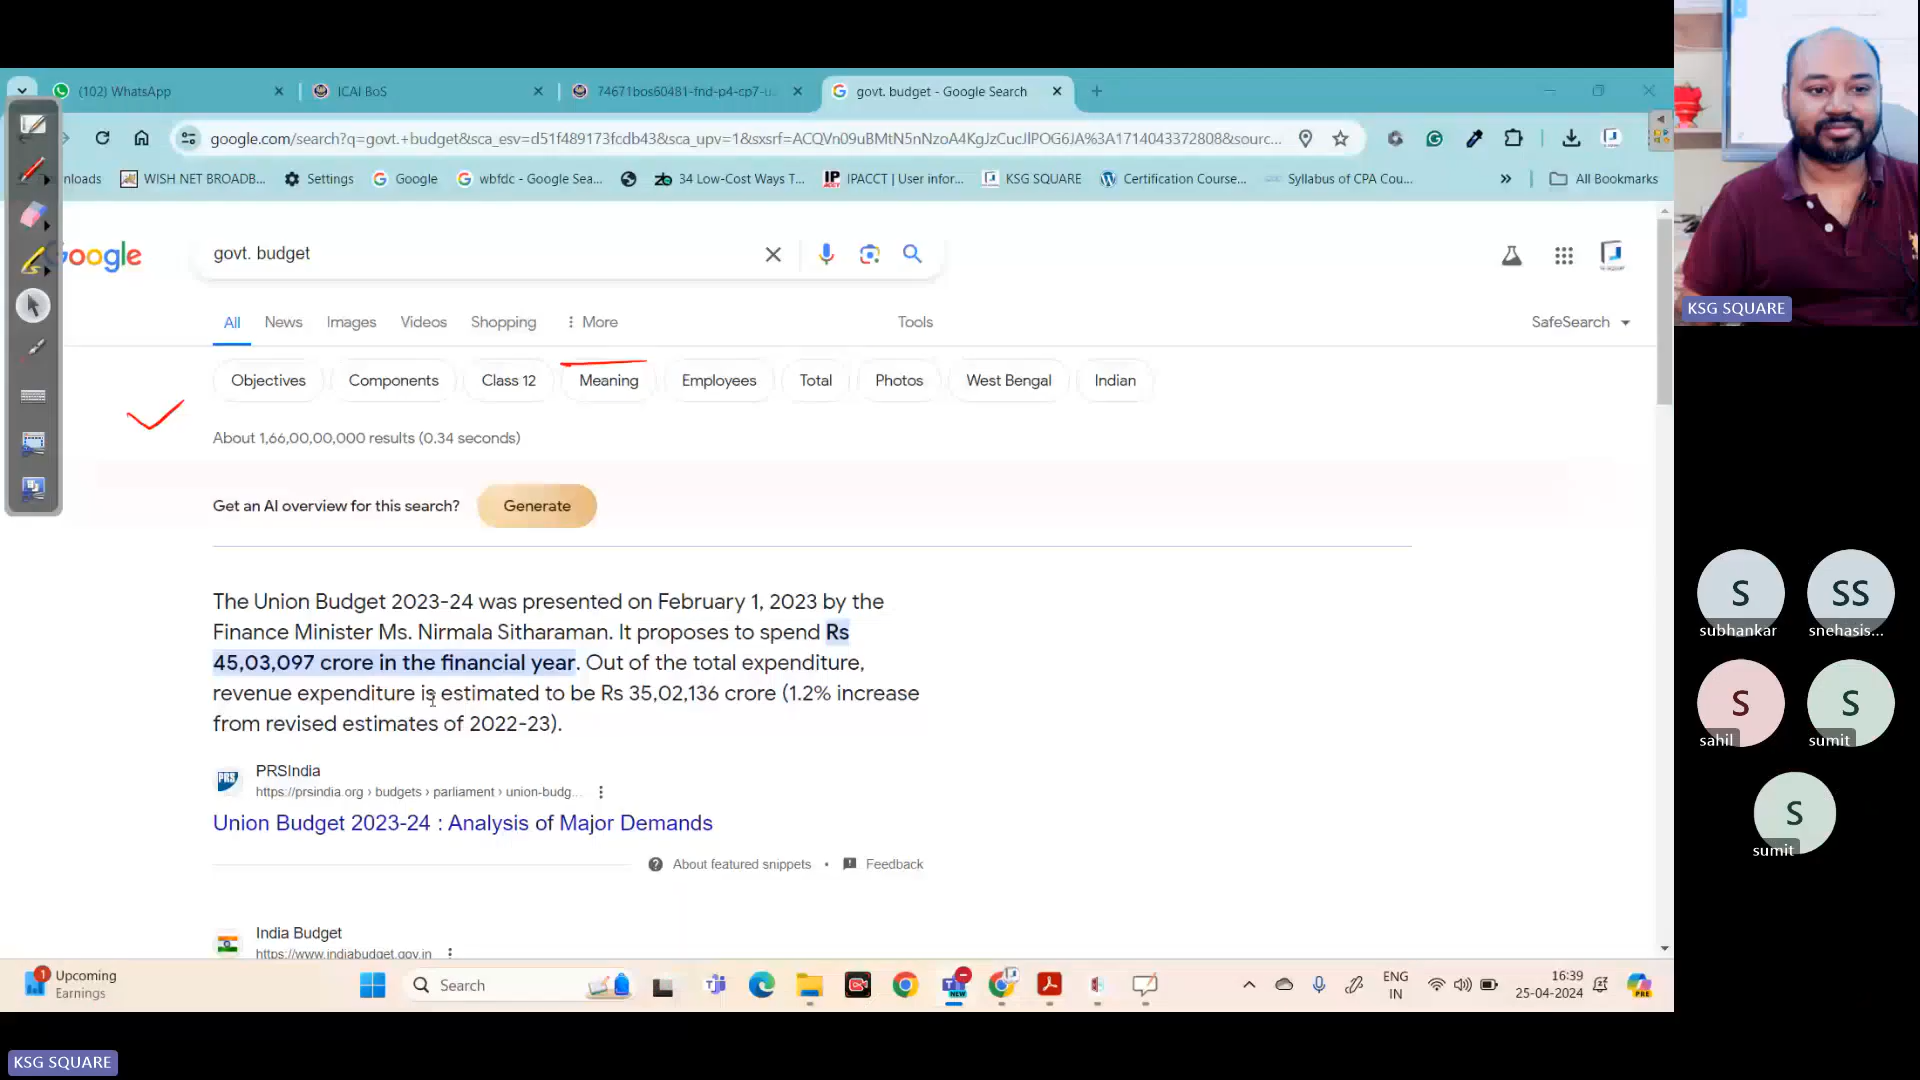 (102) WhatsApp
ICAI BoS
74671bos60481-fnd-p4-cp7-u
govt. budget - Google Search
google.com/search?q=govt.+budget&sca_esv=d51f489173fcdb43&sca_upv=1&sxsrf=ACQVn09uBMtN5nNzoA4KgJzCucJlPOG6JA%3A1714043372808&sourc...
nloads
WISH NET BROADB...
Settings
Google
wbfdc - Google Sea...
34 Low-Cost Ways T...
IPACCT | User infor...
KSG SQUARE
Certification Course...
Syllabus of CPA Cou...
»
All Bookmarks
Google
govt. budget
All
News
Images
Videos
Shopping
More
Tools
SafeSearch
Objectives
Components
Class 12
Meaning
Employees
Total
Photos
West Bengal
Indian
About 1,66,00,00,000 results (0.34 seconds)
Get an AI overview for this search?
Generate
The Union Budget 2023-24 was presented on February 1, 2023 by the
Finance Minister Ms. Nirmala Sitharaman. It proposes to spend Rs
45,03,097 crore in the financial year. Out of the total expenditure,
revenue expenditure is estimated to be Rs 35,02,136 crore (1.2% increase
from revised estimates of 2022-23).
PRS
PRSIndia
https://prsindia.org › budgets › parliament › union-budg...
Union Budget 2023-24 : Analysis of Major Demands
About featured snippets
•
Feedback
India Budget
https://www.indiabudget.gov.in
1
Upcoming
Earnings
Search
NEW
ENG
IN
16:39
25-04-2024
PRE
KSG SQUARE
S
subhankar
SS
snehasis...
S
sahil
S
sumit
S
sumit
KSG SQUARE